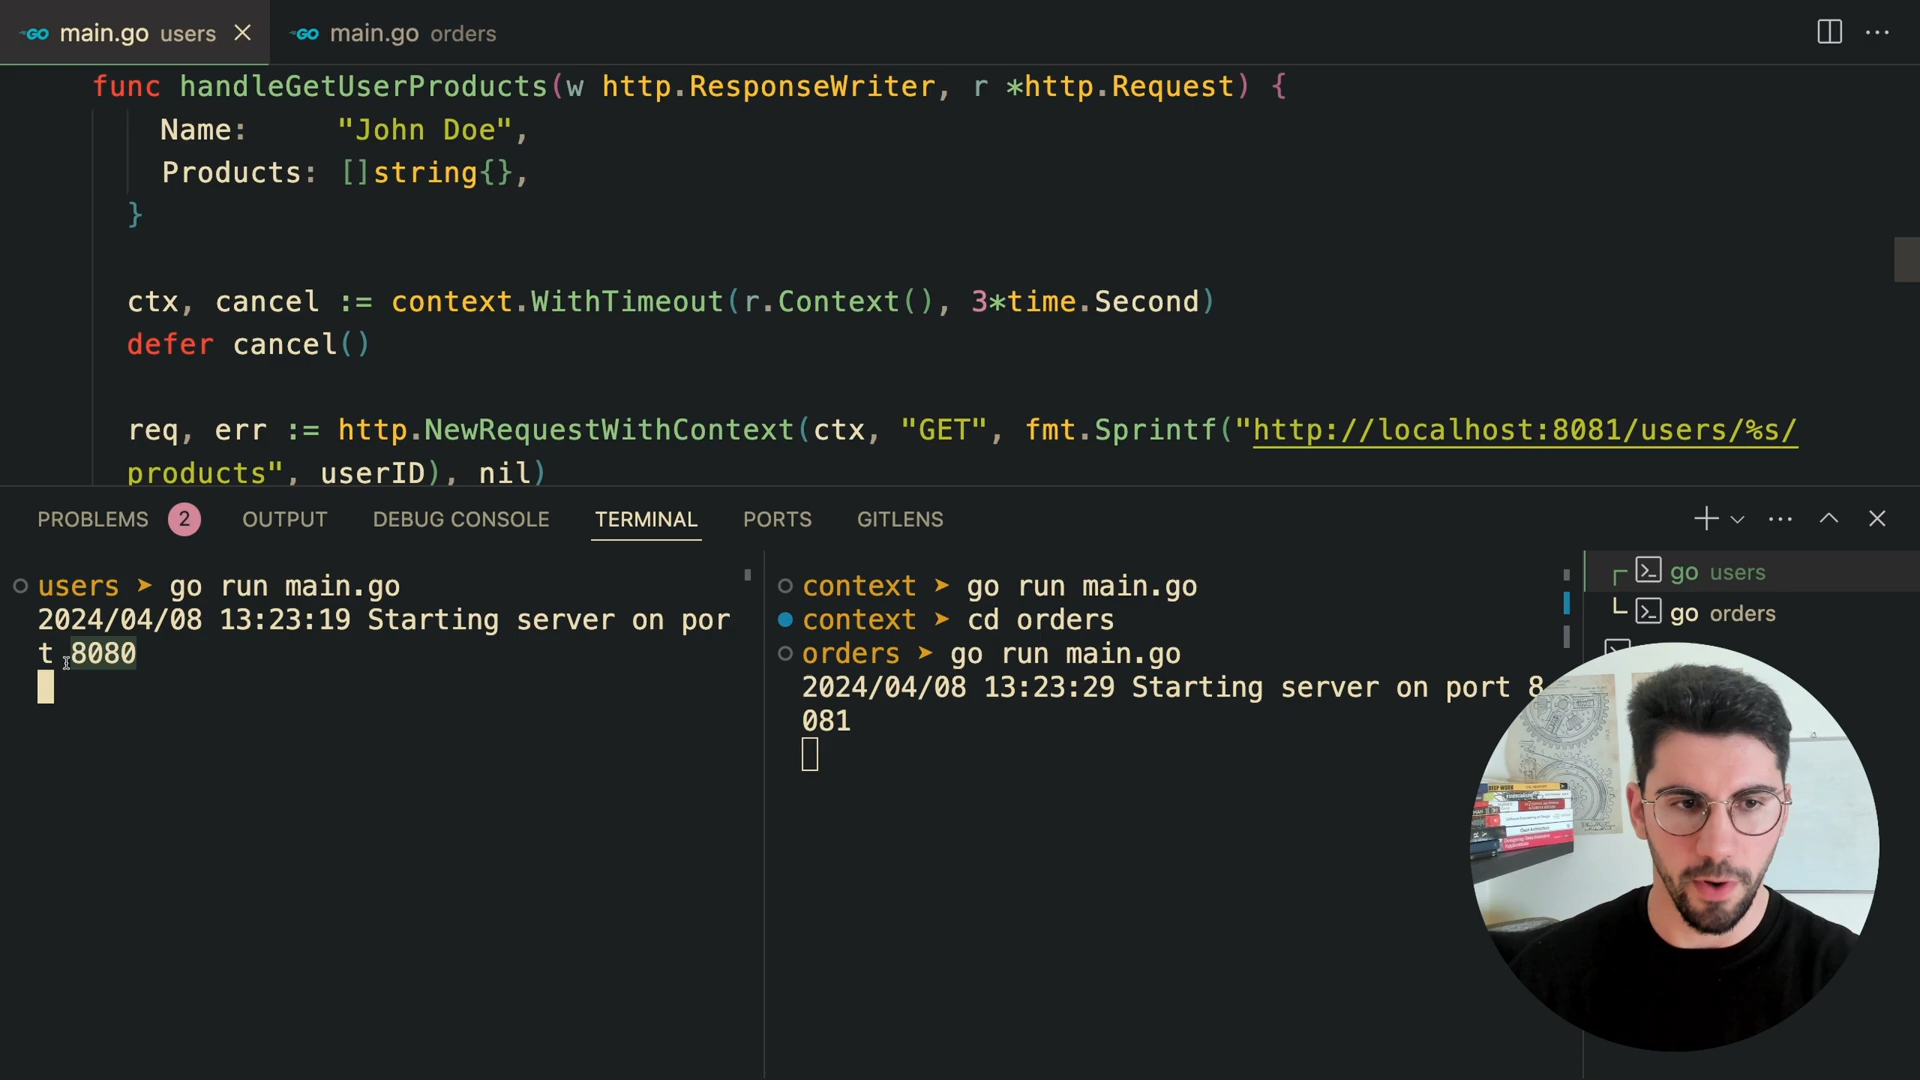 main.go users
main.go orders
func handleGetUserProducts(w http.ResponseWriter, r *http.Request) {
Name: "John Doe",
Products: []string{},
}
ctx, cancel := context.WithTimeout(r.Context(), 3*time.Second)
defer cancel()
req, err := http.NewRequestWithContext(ctx, "GET", fmt.Sprintf("http://localhost:8081/users/%s/
products", userID), nil)
PROBLEMS 2 OUTPUT DEBUG CONSOLE TERMINAL PORTS GITLENS
users ➤ go run main.go
2024/04/08 13:23:19 Starting server on por
t 8080
context ➤ go run main.go
context ➤ cd orders
orders ➤ go run main.go
2024/04/08 13:23:29 Starting server on port 8
081
go users
go orders
DEEP WORK